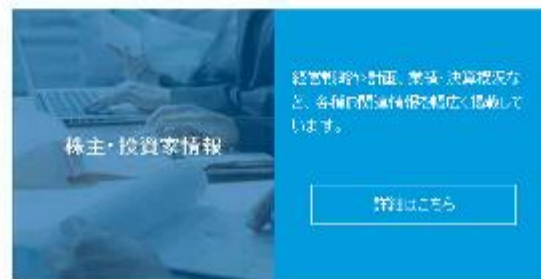 株主・投資家情報
経営戦略や計画、業績・決算概況な
ど、各種関連情報を幅広く掲載して
います。
詳細はこちら